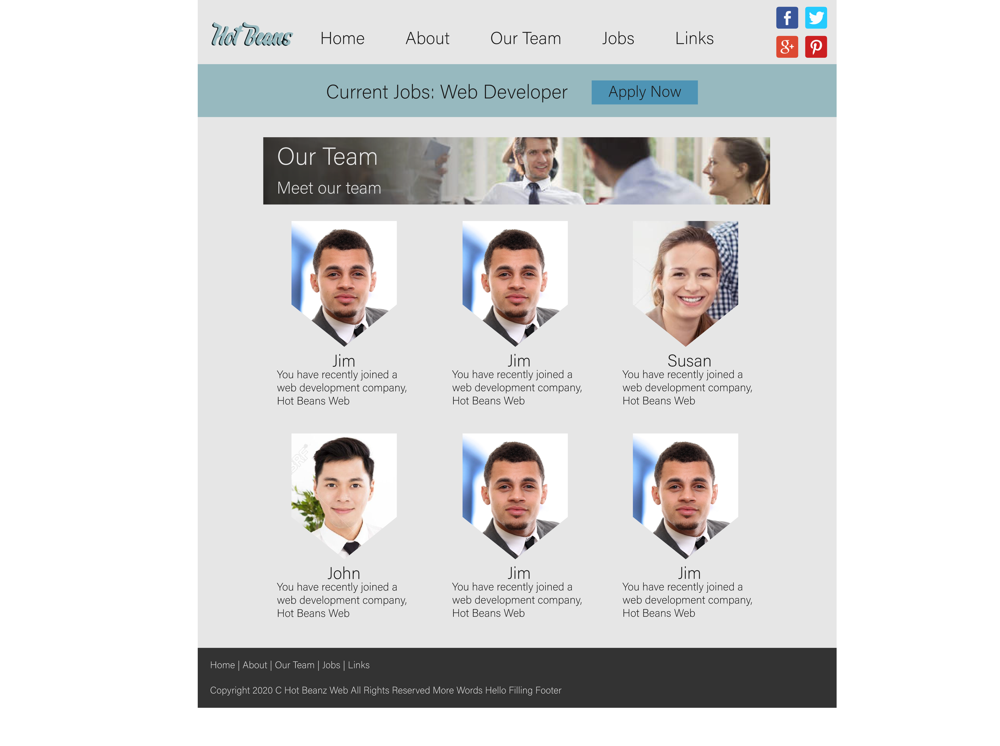 Hot Beans
Home About Our Team Jobs Links
f
g+
Current Jobs: Web Developer Apply Now
Our Team
Meet our team
Jim
You have recently joined a
web development company,
Hot Beans Web
Jim
You have recently joined a
web development company,
Hot Beans Web
Susan
You have recently joined a
web development company,
Hot Beans Web
John
You have recently joined a
web development company,
Hot Beans Web
Jim
You have recently joined a
web development company,
Hot Beans Web
Jim
You have recently joined a
web development company,
Hot Beans Web
Home | About | Our Team | Jobs | Links
Copyright 2020 C Hot Beanz Web All Rights Reserved More Words Hello Filling Footer